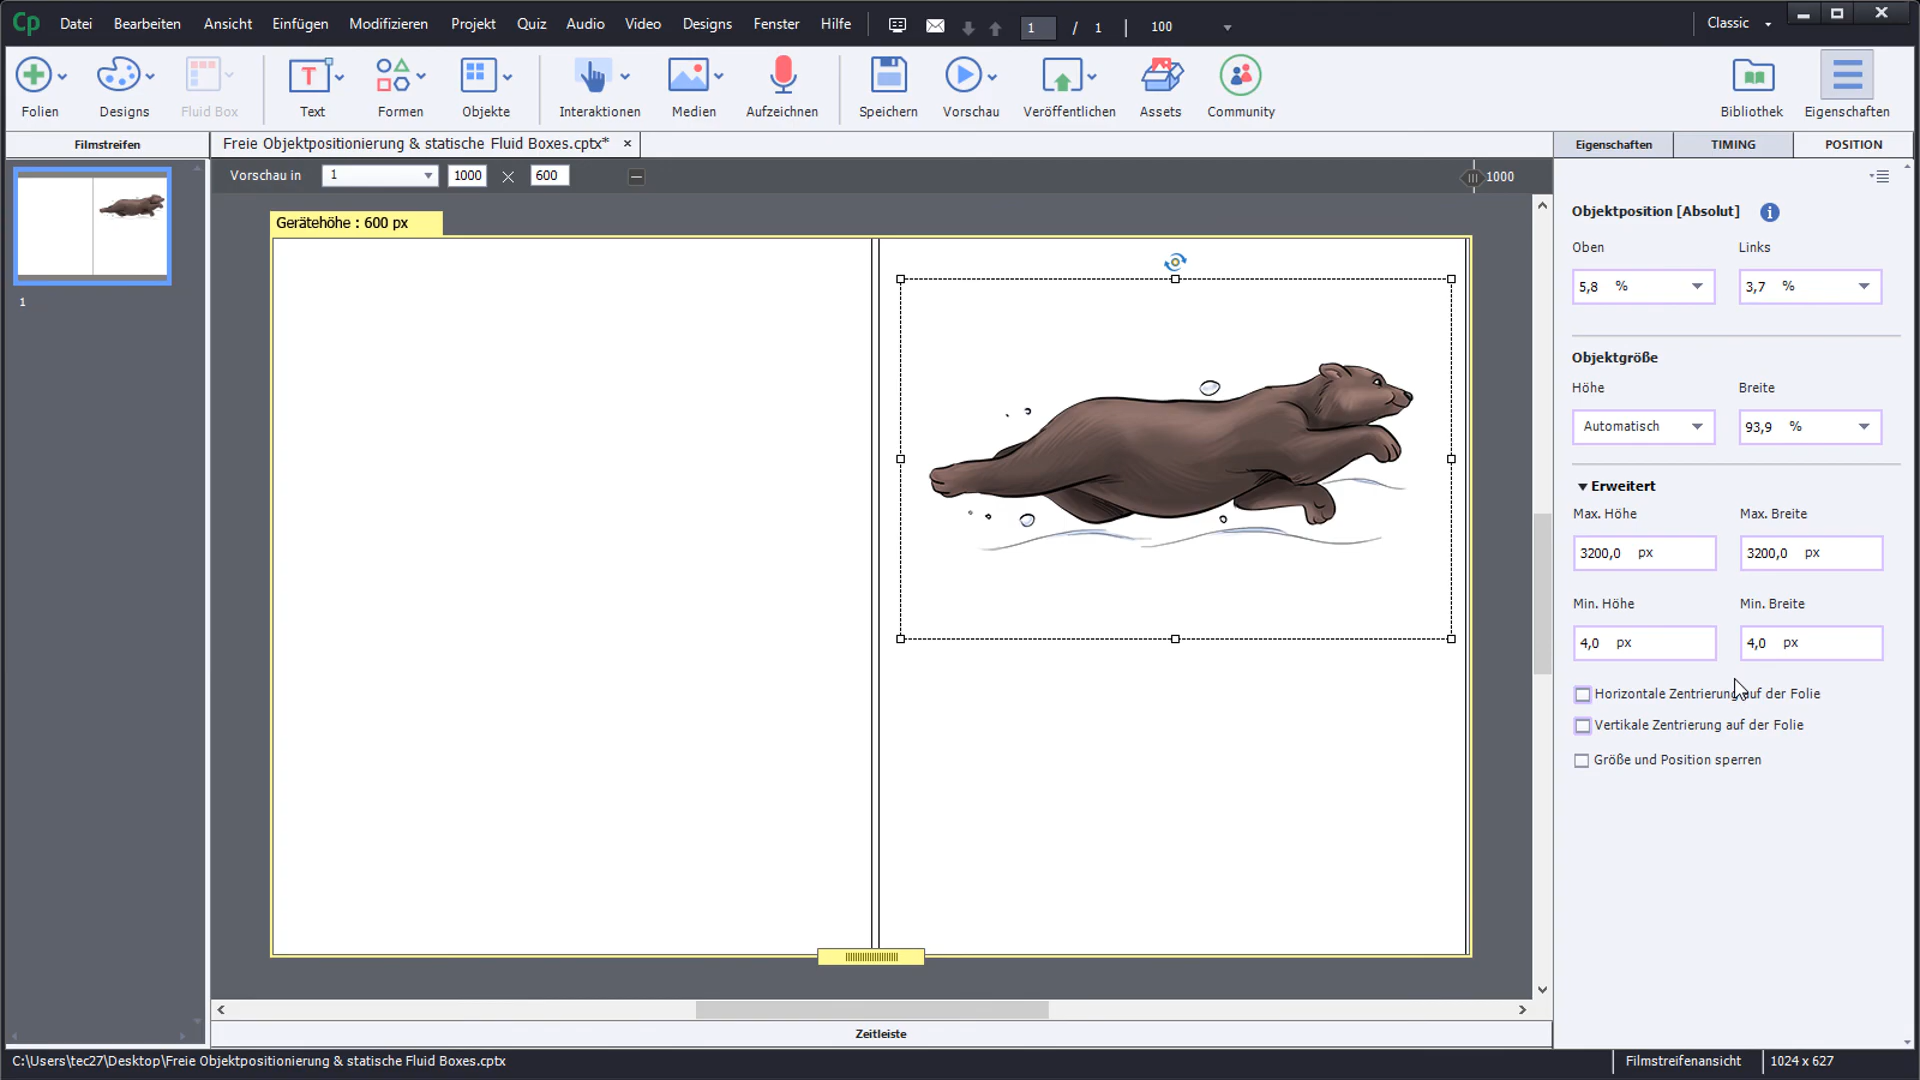 Cp Datei Bearbeiten Ansicht Einfügen Modifizieren Projekt Quiz Audio Video Designs Fenster Hilfe 1 / 1 100 Classic
Folien Designs Fluid Box Text Formen Objekte Interaktionen Medien Aufzeichnen Speichern Vorschau Veröffentlichen Assets Community Bibliothek Eigenschaften
Filmstreifen
Freie Objektpositionierung & statische Fluid Boxes.cptx*
Eigenschaften TIMING POSITION
Vorschau in 1 1000 600 1000
Gerätehöhe : 600 px
1
Objektposition [Absolut]
Oben Links
5,8 % 3,7 %
Objektgröße
Höhe Breite
Automatisch 93,9 %
Erweitert
Max. Höhe Max. Breite
3200,0 px 3200,0 px
Min. Höhe Min. Breite
4,0 px 4,0 px
Horizontale Zentrierung auf der Folie
Vertikale Zentrierung auf der Folie
Größe und Position sperren
Zeitleiste
C:\Users\tec27\Desktop\Freie Objektpositionierung & statische Fluid Boxes.cptx
Filmstreifenansicht 1024 x 627